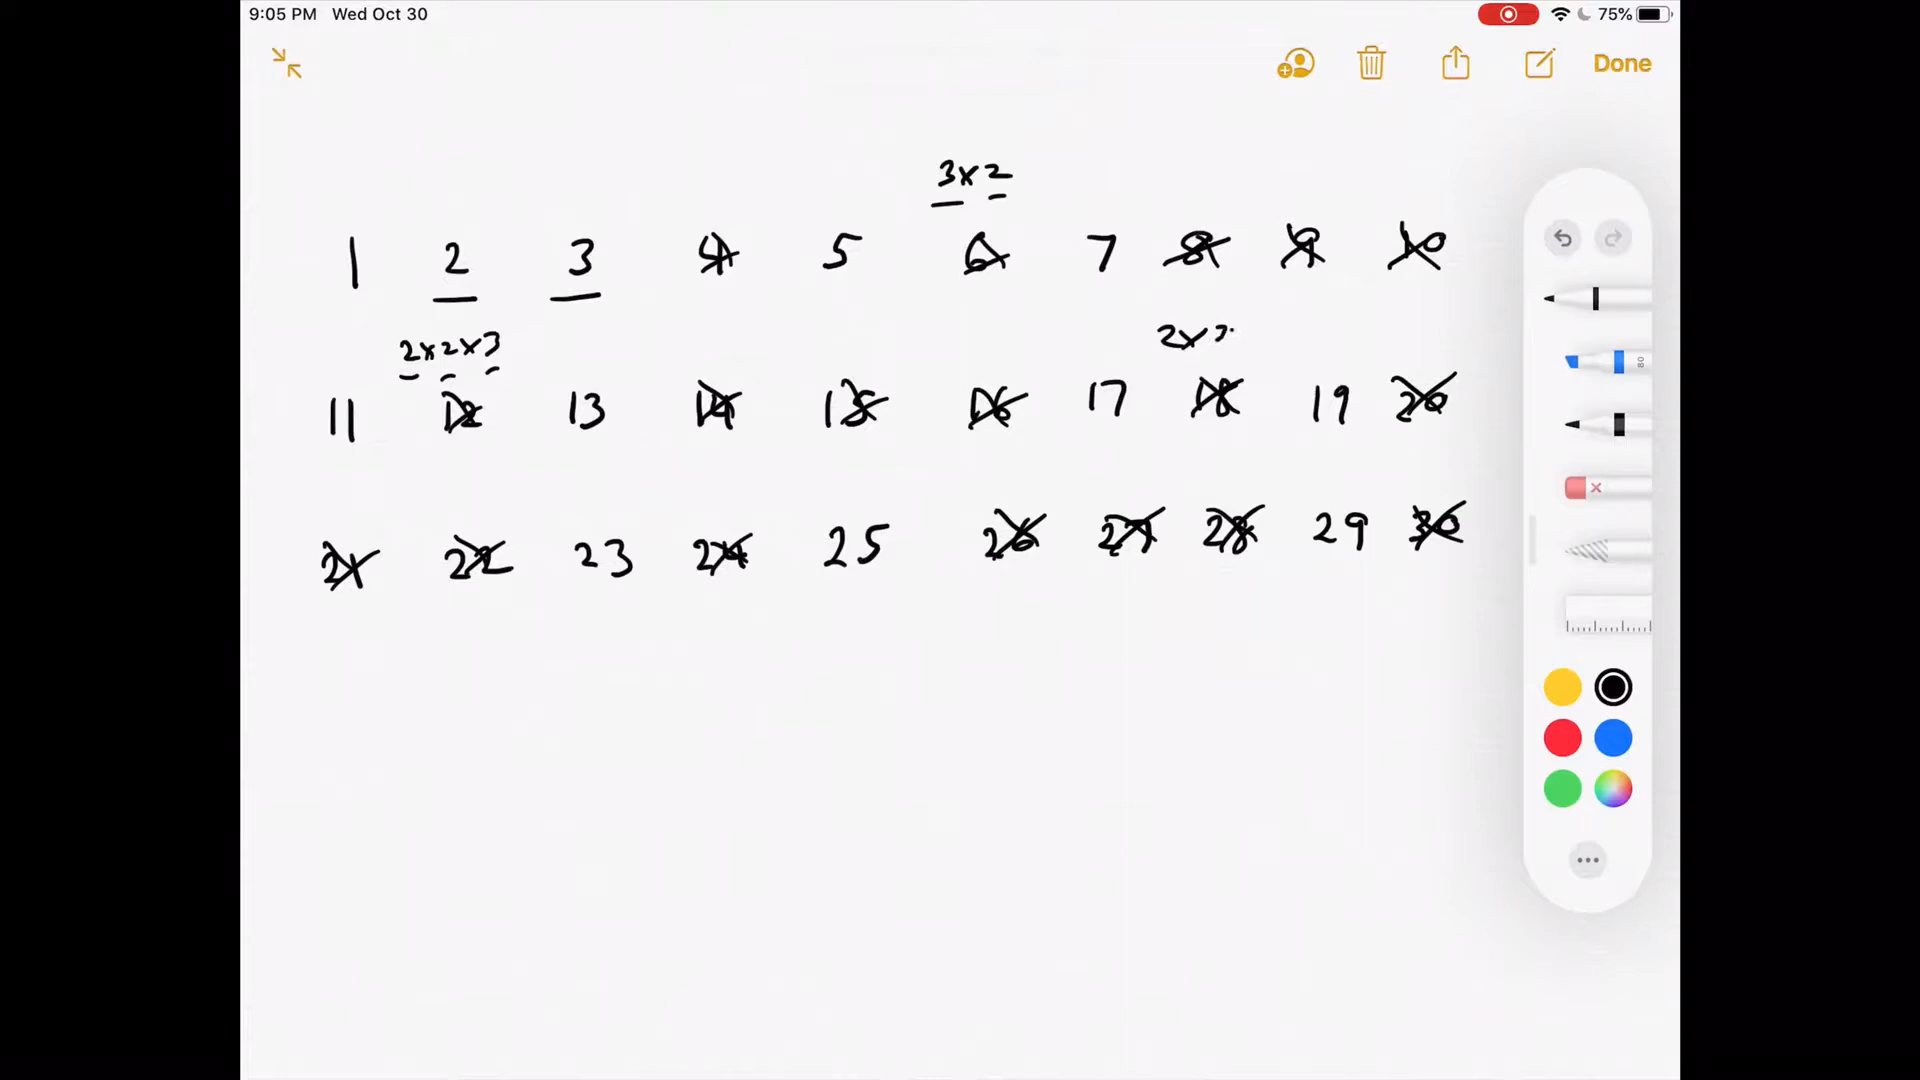 9:05 PM Wed Oct 30 75%
Done
3x2
1 2 3 4 5 6 7 8 9 10
2x2x3 2x
11 12 13 14 15 16 17 18 19 20
21 22 23 24 25 26 27 28 29 30
80